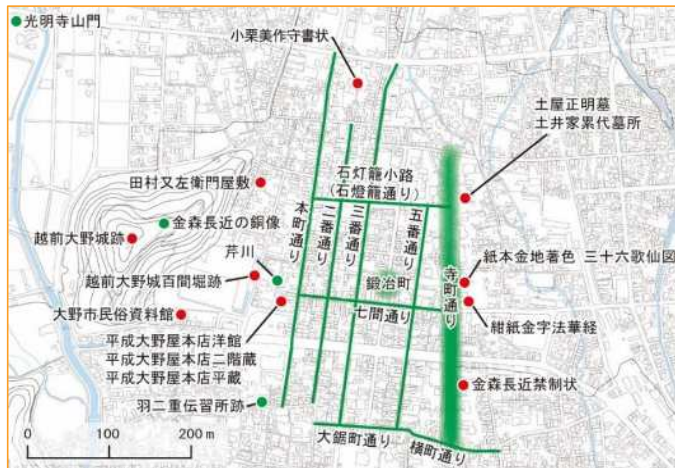 光明寺山門
小栗美作守書状
土屋正明墓
土井家累代墓所
石灯籠小路
(石燈籠通り)
田村又左衛門屋敷
金森長近の銅像
越前大野城跡
本町通り
二番通り
三番通り
五番通り
寺町通り
芹川
鍛冶町
紙本金地著色 三十六歌仙図
越前大野城百間堀跡
七間通り
紺紙金字法華経
大野市民俗資料館
平成大野屋本店洋館
平成大野屋本店二階蔵
平成大野屋本店平蔵
金森長近禁制状
羽二重伝習所跡
大鋸町通り
横町通り
0 100 200 m